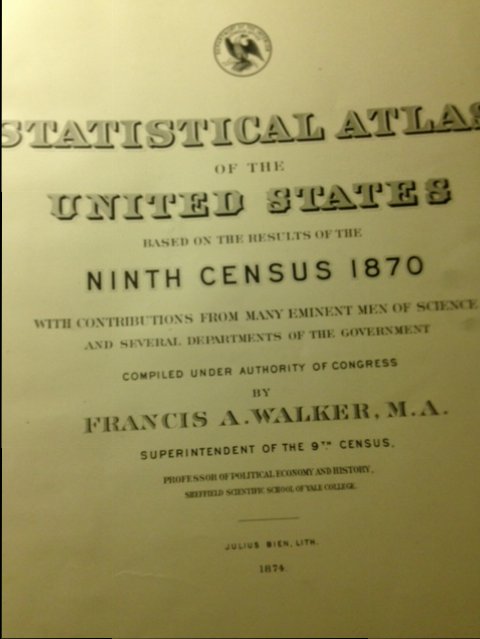 STATISTICAL ATLAS
OF THE
UNITED STATES
BASED ON THE RESULTS OF THE
NINTH CENSUS 1870
WITH CONTRIBUTIONS FROM MANY EMINENT MEN OF SCIENCE
AND SEVERAL DEPARTMENTS OF THE GOVERNMENT
COMPILED UNDER AUTHORITY OF CONGRESS
BY
FRANCIS A. WALKER, M.A.
SUPERINTENDENT OF THE 9TH CENSUS,
PROFESSOR OF POLITICAL ECONOMY AND HISTORY,
SHEFFIELD SCIENTIFIC SCHOOL OF YALE COLLEGE.
JULIUS BIEN, LITH.
1874